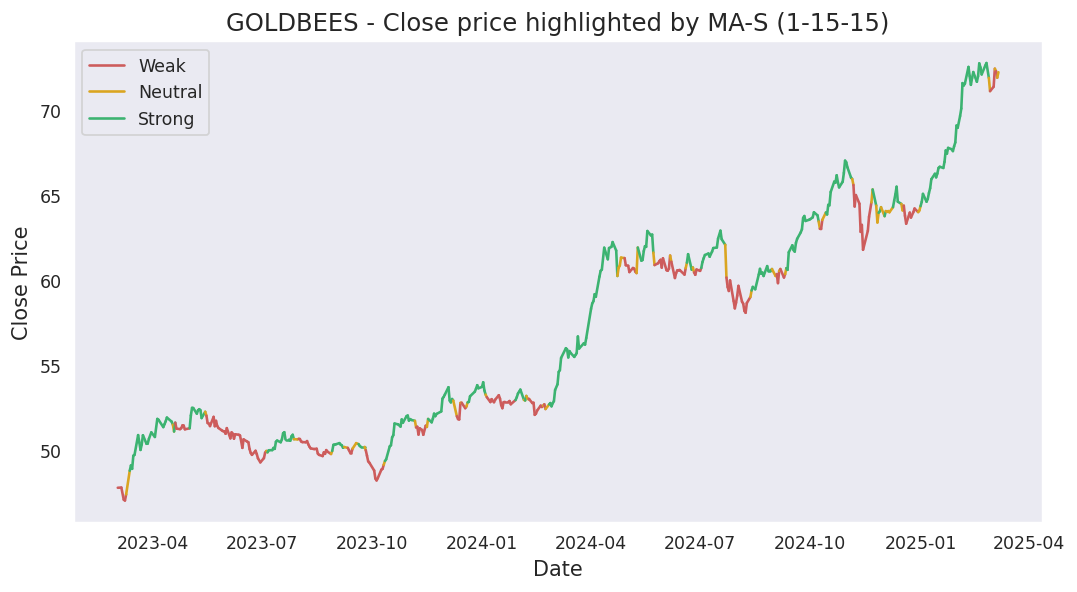 GOLDBEES - Close price highlighted by MA-S (1-15-15)
Weak
Neutral
Strong
Close Price
70
65
60
55
50
2023-04 2023-07 2023-10 2024-01 2024-04 2024-07 2024-10 2025-01 2025-04
Date